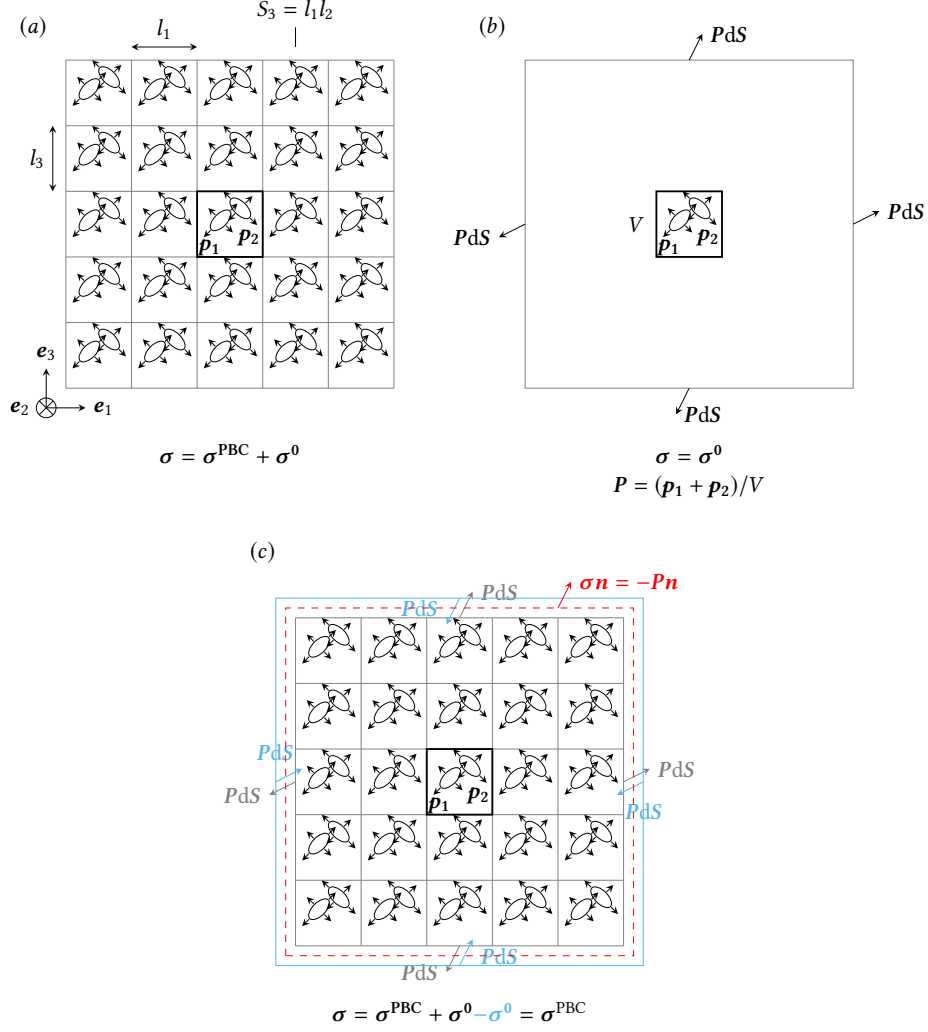 (a)
S₃ = l₁l₂
l₁
l₃
p₁
p₂
e₃
e₂
e₁
σ = σᴾᴮᶜ + σ⁰
(b)
PdS
PdS
PdS
V
p₁
p₂
PdS
σ = σ⁰
P = (p₁ + p₂)/V
(c)
σn = −Pn
PdS
PdS
PdS
PdS
p₁
p₂
PdS
PdS
PdS
PdS
σ = σᴾᴮᶜ + σ⁰−σ⁰ = σᴾᴮᶜ